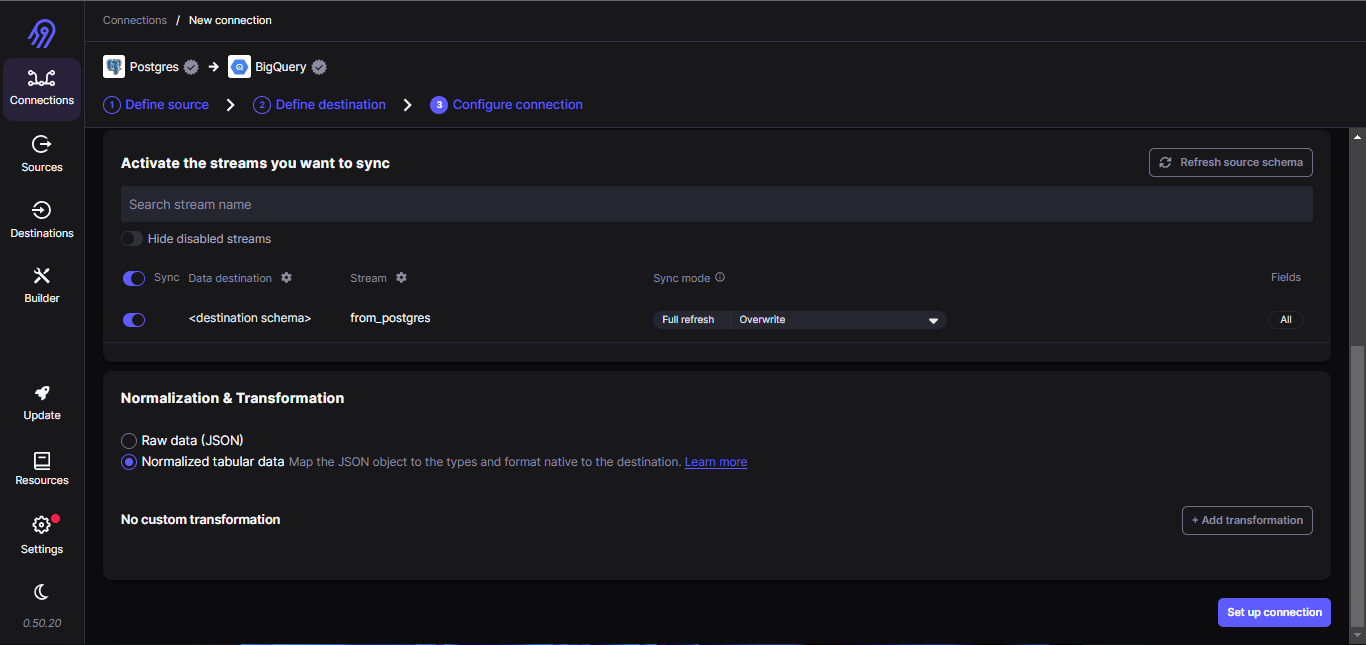 Connections / New connection
Postgres → BigQuery
1 Define source > 2 Define destination > 3 Configure connection
Connections
Sources
Destinations
Builder
Update
Resources
Settings
0.50.20
Activate the streams you want to sync
Refresh source schema
Search stream name
Hide disabled streams
Sync Data destination Stream Sync mode Fields
<destination schema> from_postgres Full refresh Overwrite All
Normalization & Transformation
Raw data (JSON)
Normalized tabular data Map the JSON object to the types and format native to the destination. Learn more
No custom transformation
+ Add transformation
Set up connection